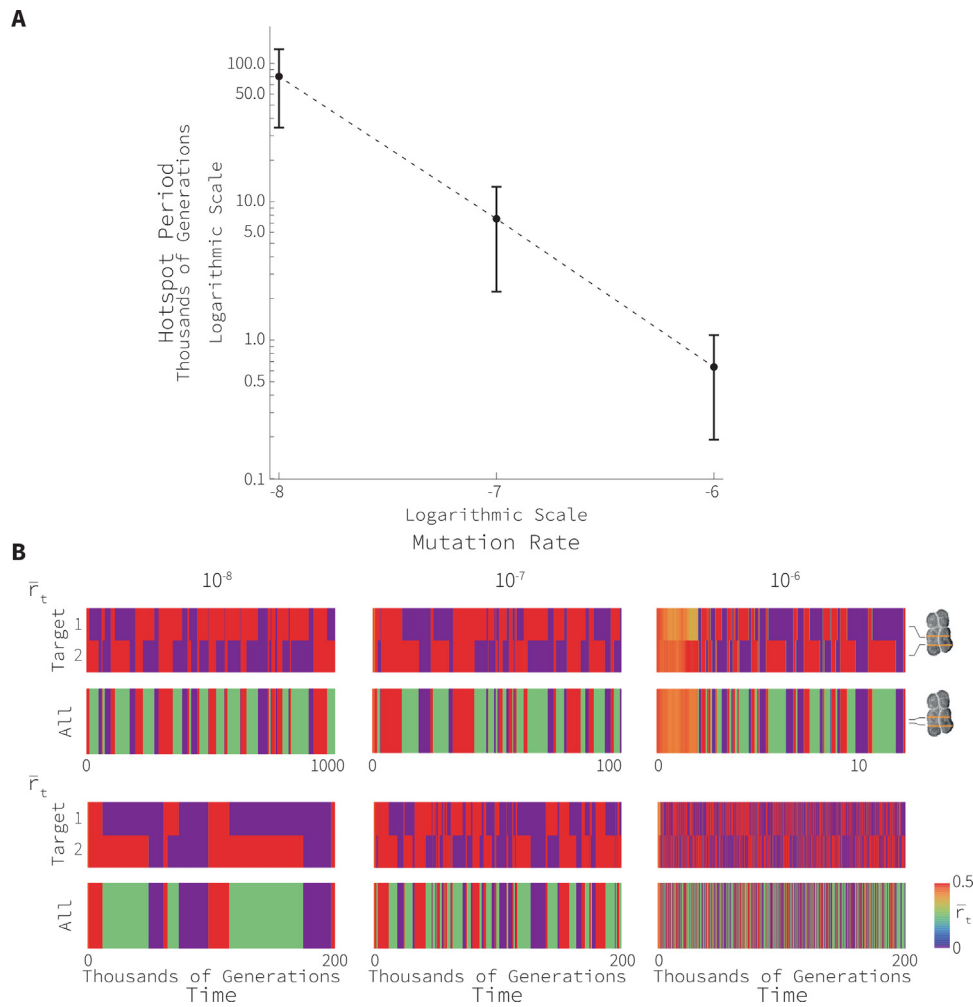 A
100.0
50.0
10.0
5.0
1.0
0.5
0.1
Hotspot Period
Thousands of Generations
Logarithmic Scale
-8
-7
-6
Logarithmic Scale
Mutation Rate
B
r̄t
10-8
10-7
10-6
Target
1
2
All
0
1000
0
100
0
10
r̄t
Target
1
2
All
0
200
0
200
0
200
Thousands of Generations
Time
Thousands of Generations
Time
Thousands of Generations
Time
0.5
r̄t
0